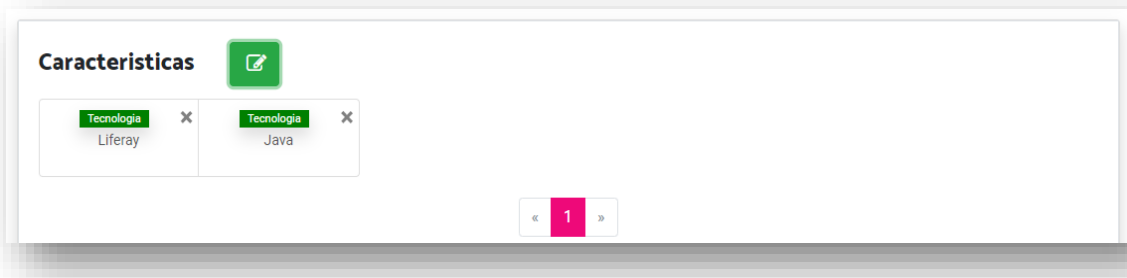 Caracteristicas
Tecnologia ×
Liferay
Tecnologia ×
Java
« 1 »